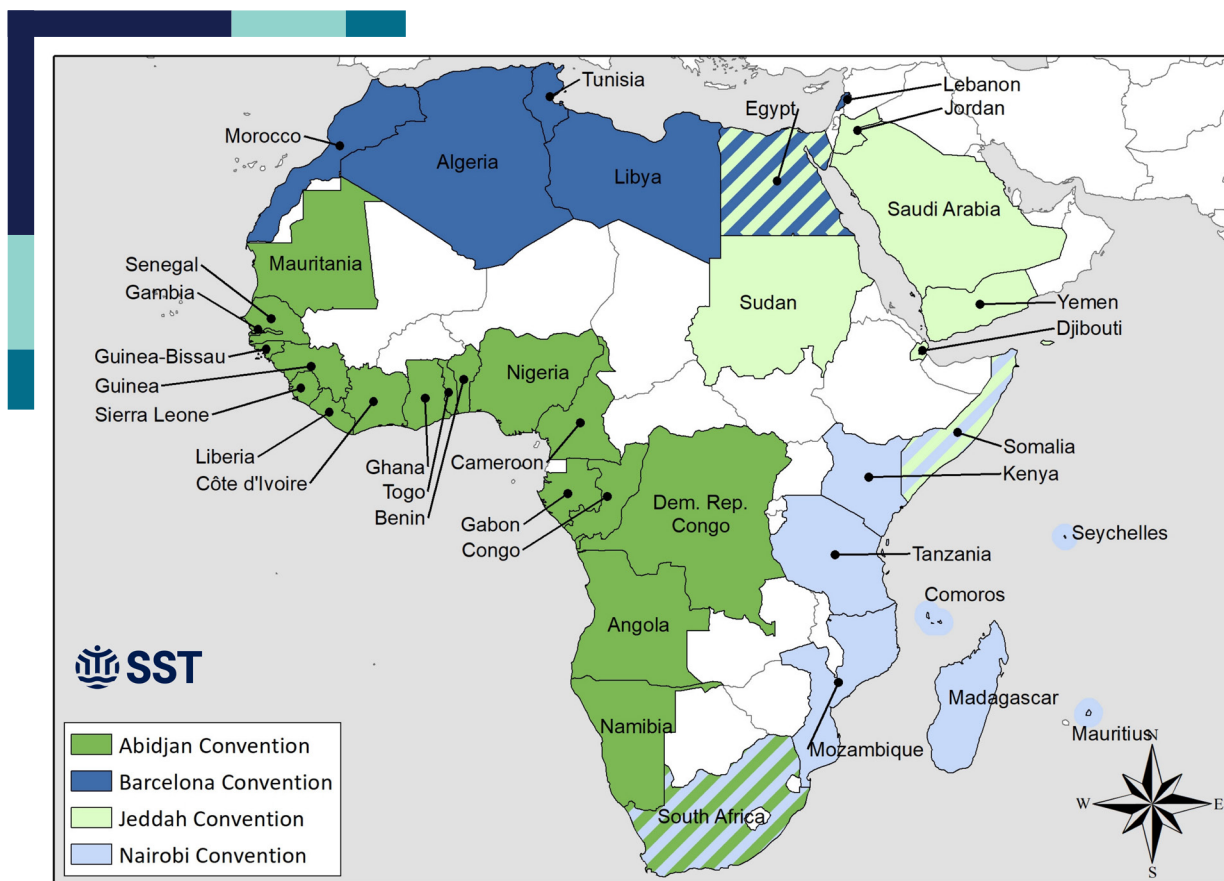 Tunisia
Lebanon
Egypt
Jordan
Morocco
Algeria
Libya
Saudi Arabia
Senegal
Mauritania
Gambia
Sudan
Yemen
Djibouti
Guinea-Bissau
Guinea
Nigeria
Sierra Leone
Liberia
Ghana
Cameroon
Somalia
Côte d'Ivoire
Togo
Kenya
Benin
Gabon
Dem. Rep.
Congo
Congo
Seychelles
Tanzania
Comoros
Angola
SST
Madagascar
Namibia
Mauritius
Mozambique
South Africa
Abidjan Convention
Barcelona Convention
Jeddah Convention
Nairobi Convention
N
W
E
S